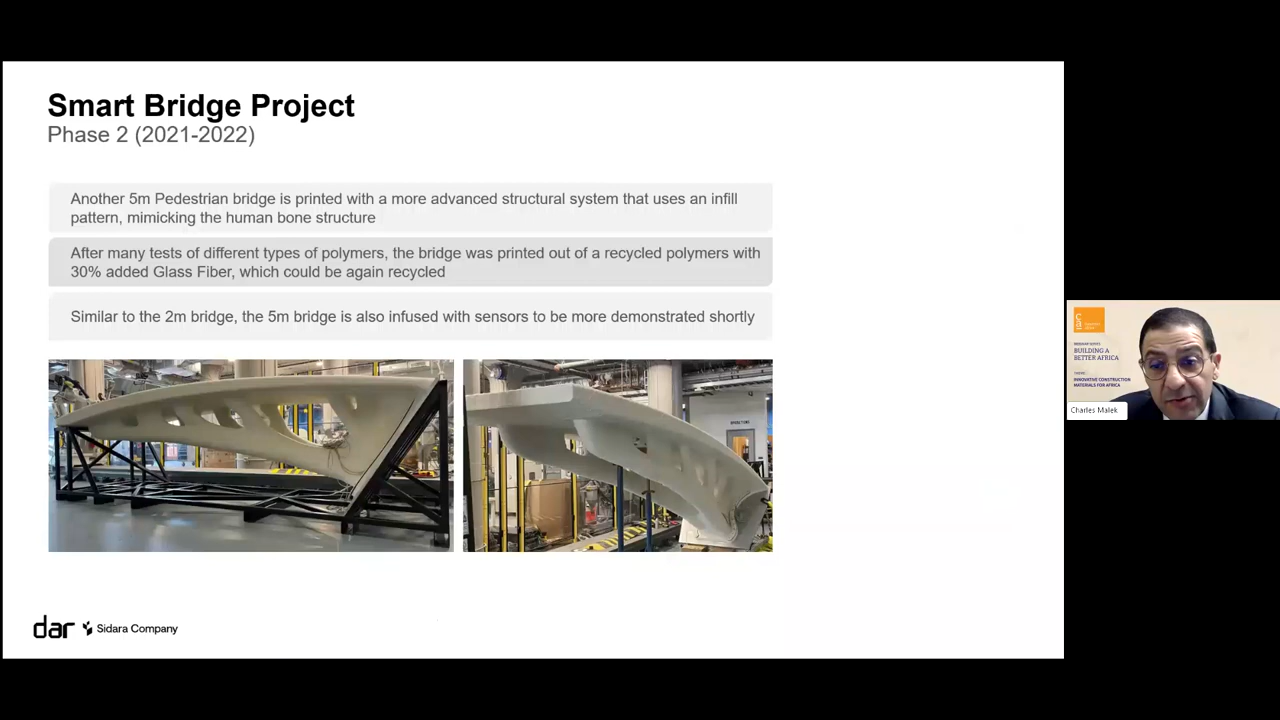 Smart Bridge Project
Phase 2 (2021-2022)
Another 5m Pedestrian bridge is printed with a more advanced structural system that uses an infill
pattern, mimicking the human bone structure
After many tests of different types of polymers, the bridge was printed out of a recycled polymers with
30% added Glass Fiber, which could be again recycled
Similar to the 2m bridge, the 5m bridge is also infused with sensors to be more demonstrated shortly
dar Sidara Company
WEBINAR SERIES
BUILDING A
BETTER AFRICA
INNOVATIVE CONSTRUCTION
MATERIALS FOR AFRICA
Charles Malek